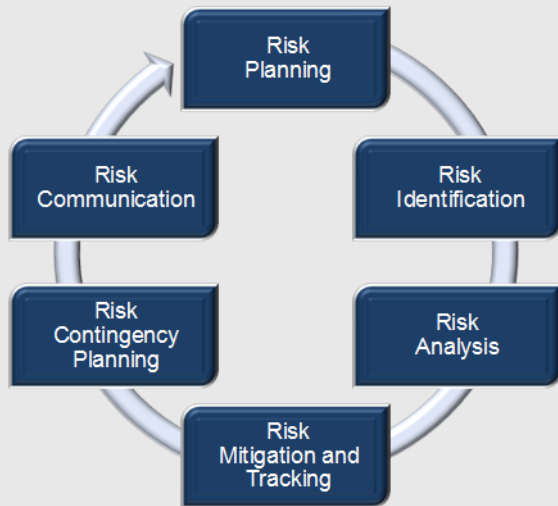 Risk
Planning
Risk
Identification
Risk
Analysis
Risk
Mitigation and
Tracking
Risk
Contingency
Planning
Risk
Communication